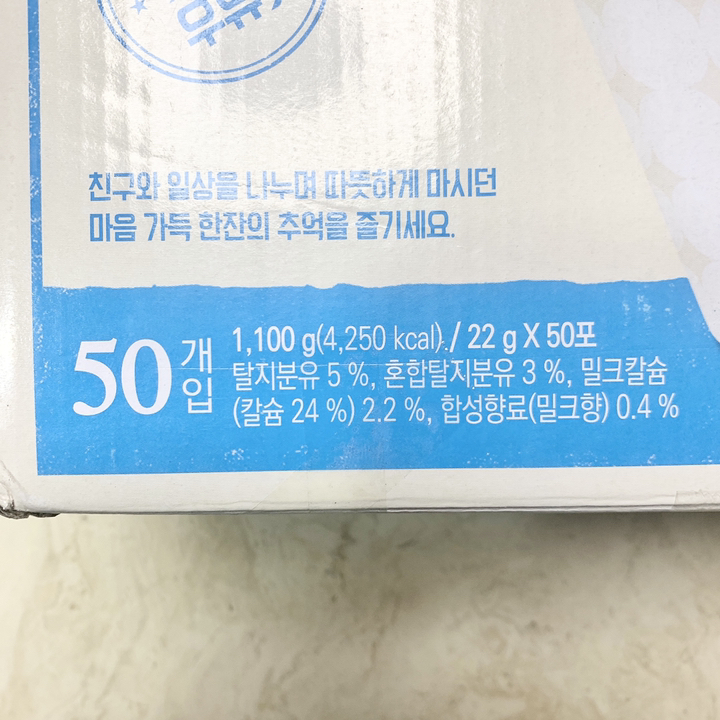 친구와 일상을 나누며 따뜻하게 마시던
마음 가득 한잔의 추억을 즐기세요.
50개입
1,100 g(4,250 kcal) / 22 g X 50포
탈지분유 5 %, 혼합탈지분유 3 %, 밀크칼슘
(칼슘 24 %) 2.2 %, 합성향료(밀크향) 0.4 %